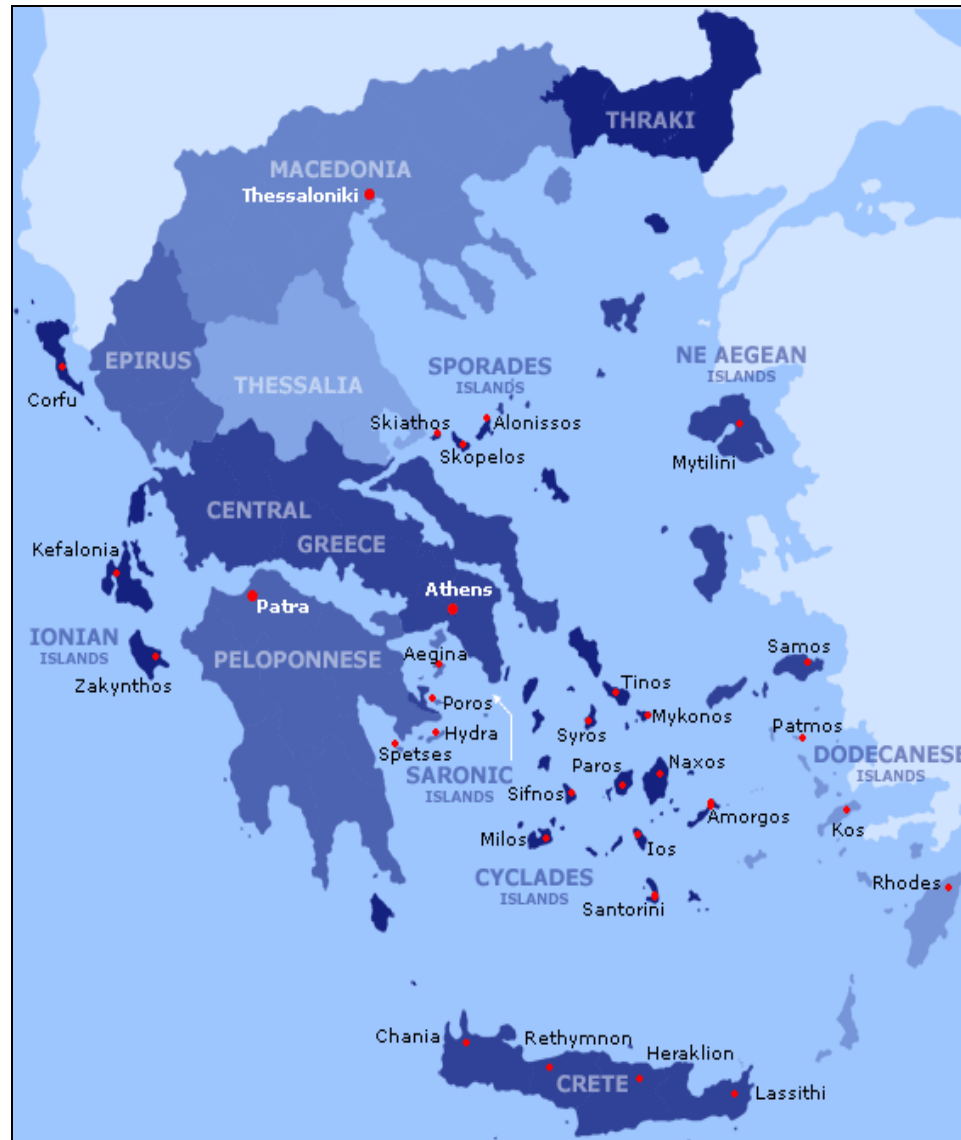 THRAKI
MACEDONIA
Thessaloniki
EPIRUS
THESSALIA
SPORADES
ISLANDS
NE AEGEAN
ISLANDS
Corfu
Skiathos
Alonissos
Skopelos
Mytilini
CENTRAL
GREECE
Kefalonia
Patra
Athens
IONIAN
ISLANDS
Zakynthos
PELOPONNESE
Aegina
Samos
Tinos
Poros
Mykonos
Syros
Patmos
Hydra
Spetses
SARONIC
ISLANDS
Paros
Naxos
DODECANESE
ISLANDS
Sifnos
Amorgos
Kos
Milos
Ios
CYCLADES
ISLANDS
Rhodes
Santorini
Chania
Rethymnon
Heraklion
CRETE
Lassithi